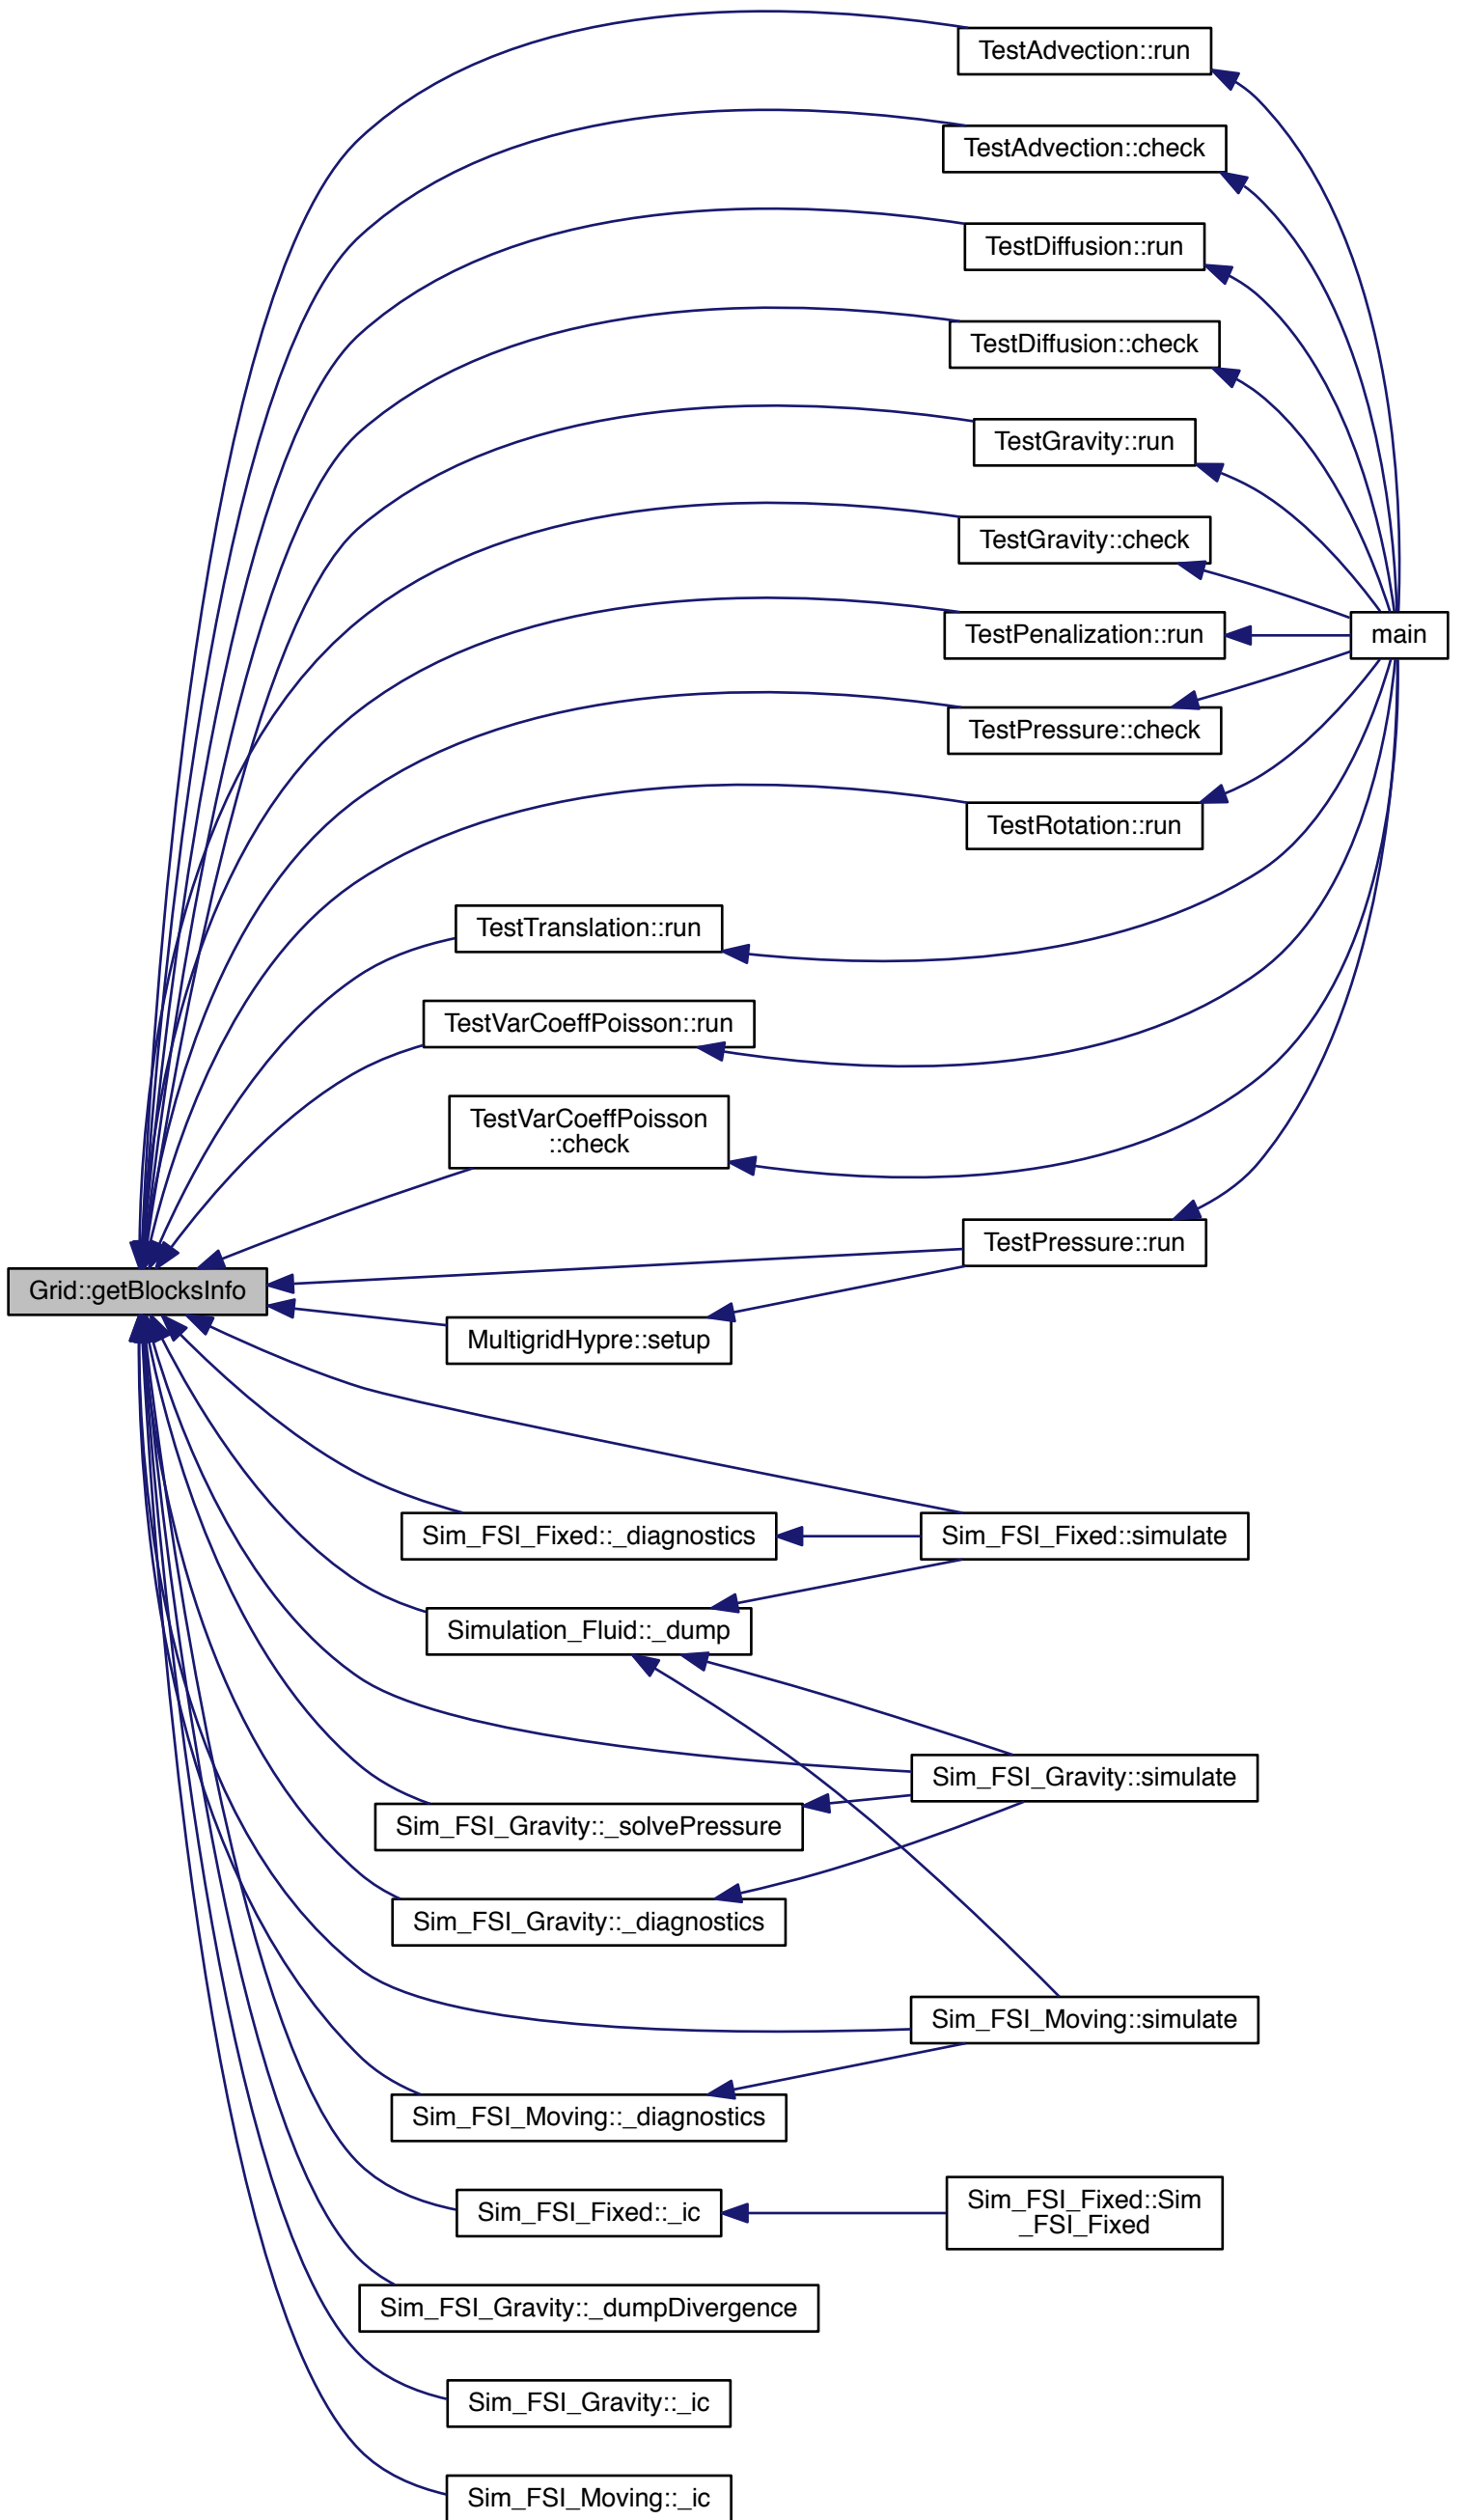 TestAdvection::run
TestAdvection::check
TestDiffusion::run
TestDiffusion::check
TestGravity::run
TestGravity::check
TestPenalization::run
main
TestPressure::check
TestRotation::run
TestTranslation::run
TestVarCoeffPoisson::run
TestVarCoeffPoisson
::check
TestPressure::run
Grid::getBlocksInfo
MultigridHypre::setup
Sim_FSI_Fixed::_diagnostics
Sim_FSI_Fixed::simulate
Simulation_Fluid::_dump
Sim_FSI_Gravity::simulate
Sim_FSI_Gravity::_solvePressure
Sim_FSI_Gravity::_diagnostics
Sim_FSI_Moving::simulate
Sim_FSI_Moving::_diagnostics
Sim_FSI_Fixed::_ic
Sim_FSI_Fixed::Sim
_FSI_Fixed
Sim_FSI_Gravity::_dumpDivergence
Sim_FSI_Gravity::_ic
Sim_FSI_Moving::_ic